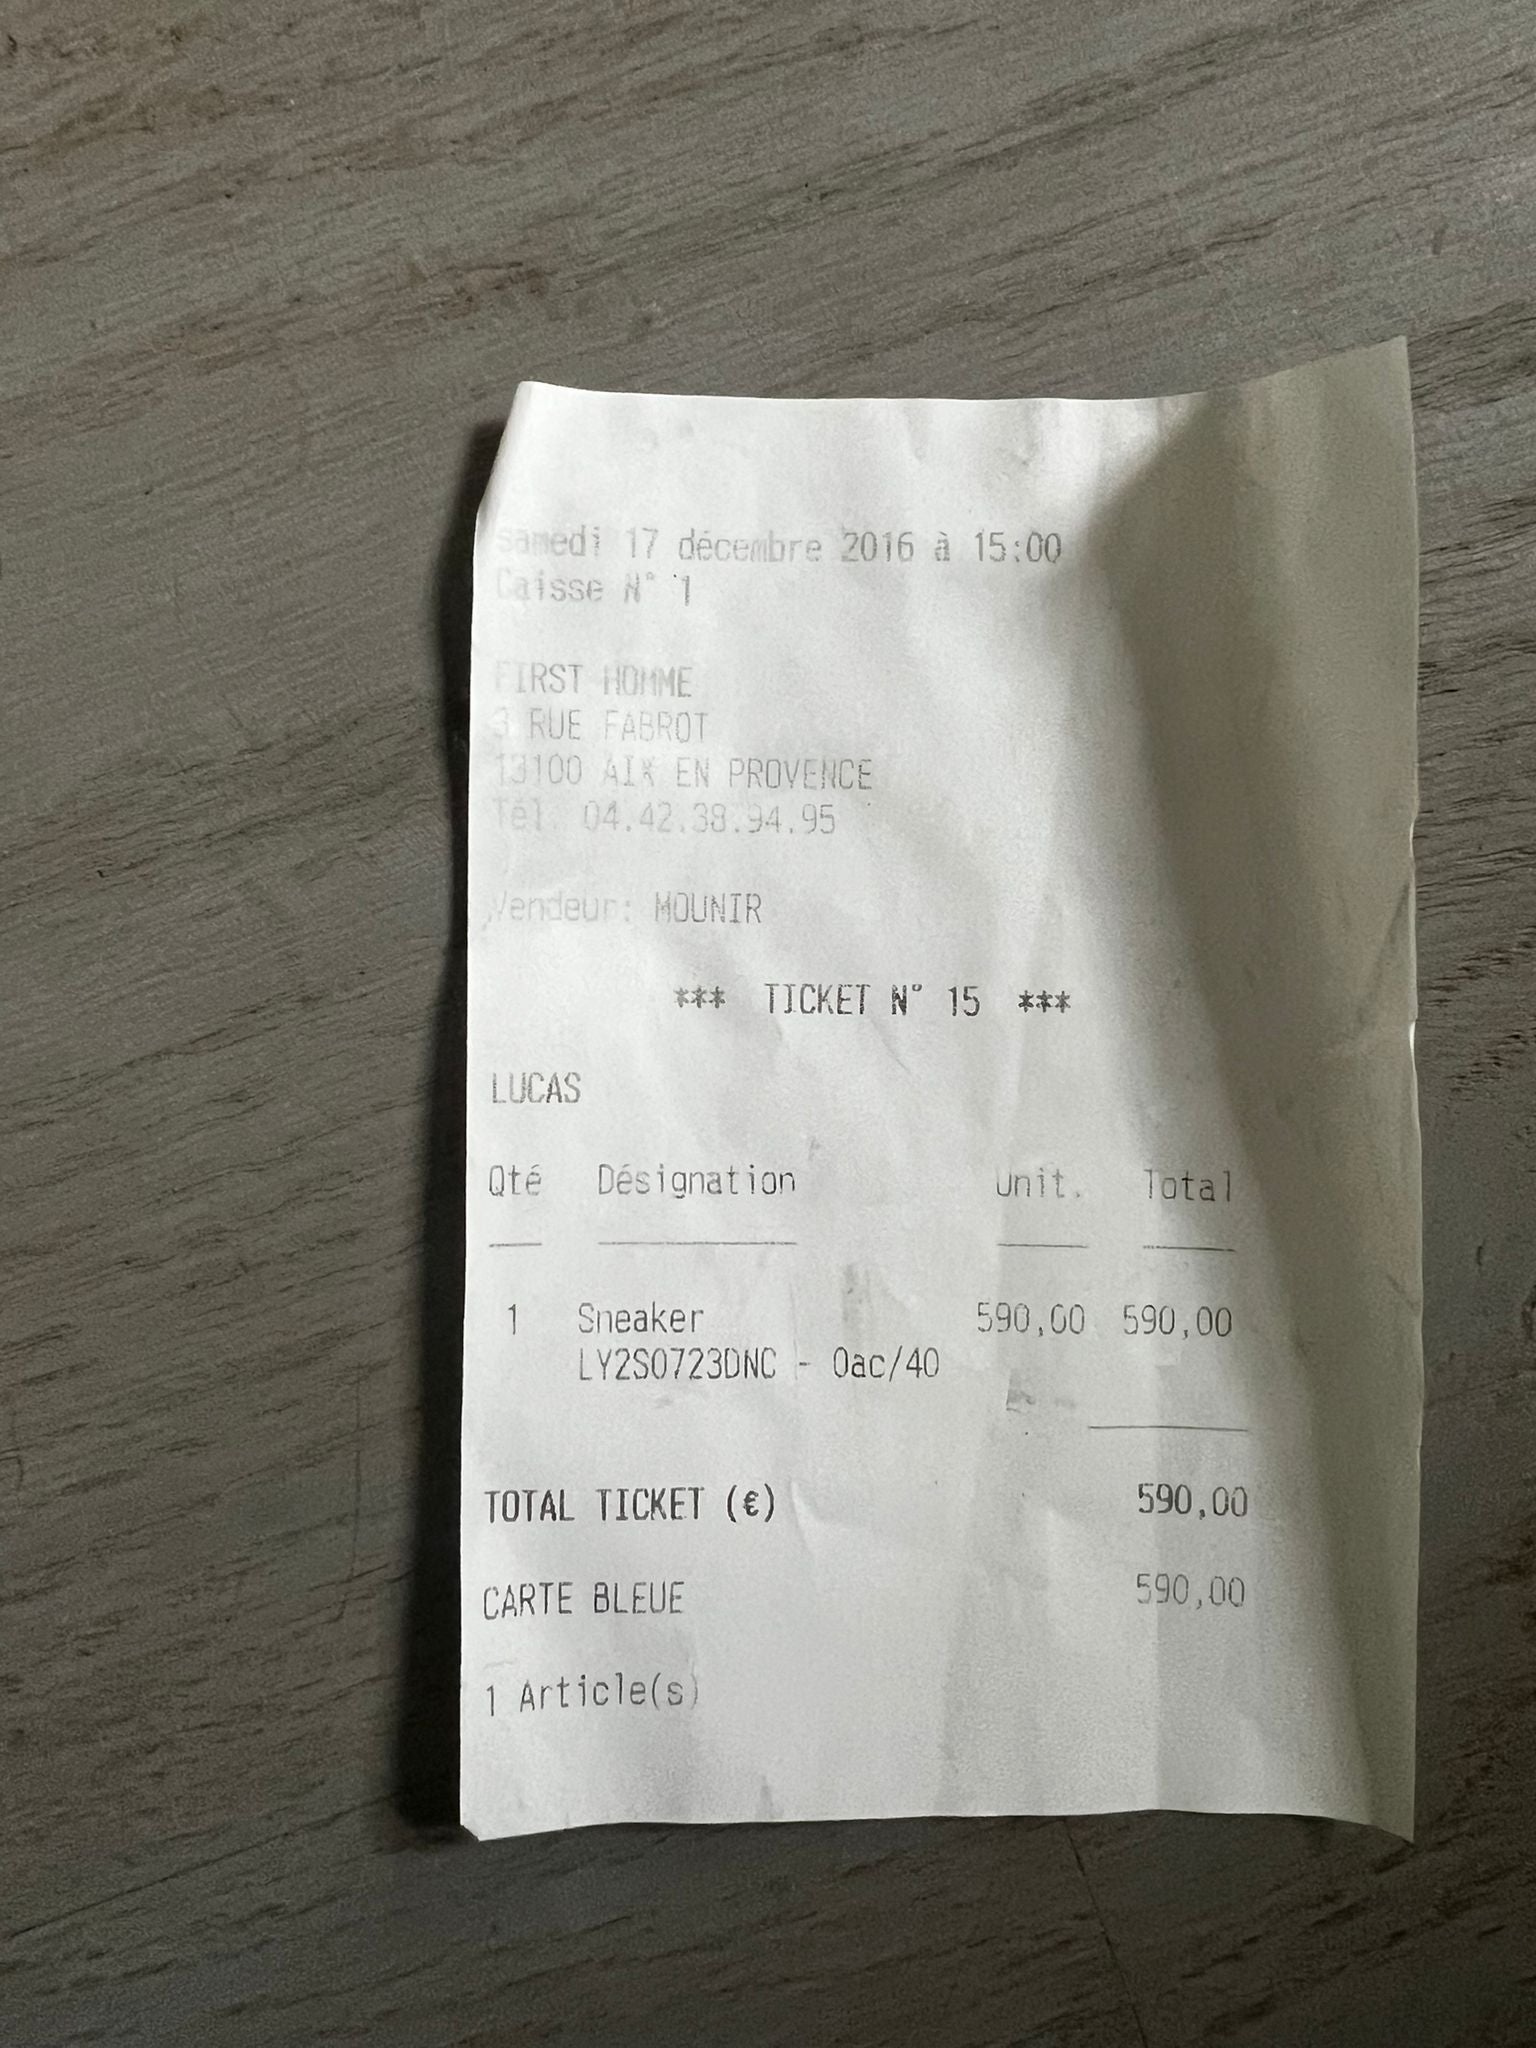 samedi 17 décembre 2016 à 15:00
Caisse N° 1
FIRST HOMME
3 RUE FABROT
13100 AIX EN PROVENCE
Tél. 04.42.38.94.95
Vendeur: MOUNIR
*** TICKET N° 15 ***
LUCAS
Qté Désignation Unit. Total
1 Sneaker 590,00 590,00
LY2S0723DNC - 0ac/40
TOTAL TICKET (€) 590,00
CARTE BLEUE 590,00
1 Article(s)